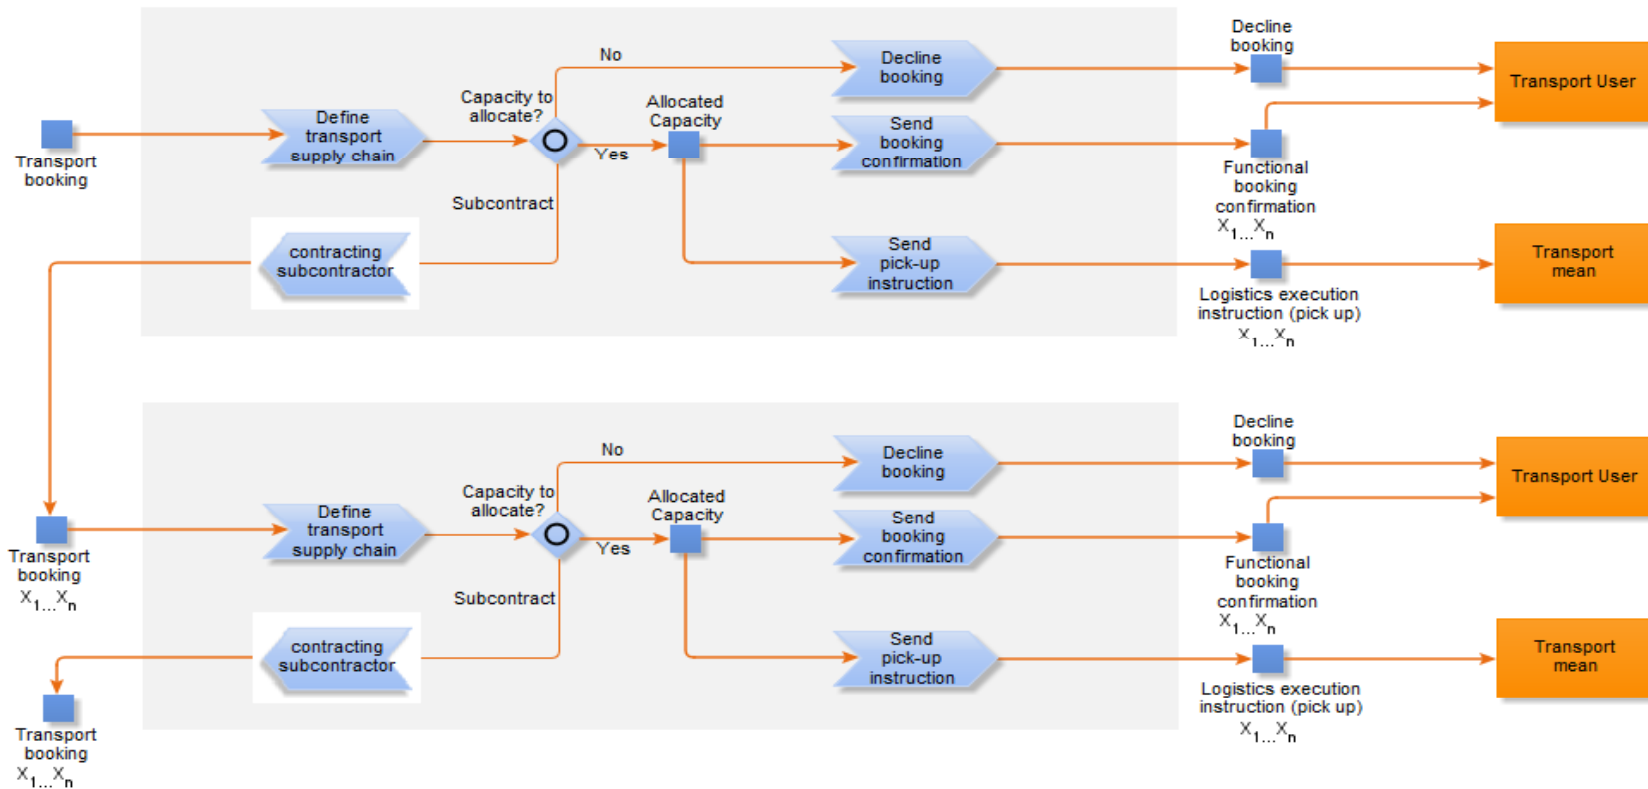 Decline
booking
No
Decline
booking
Transport User
Capacity to
allocate?
Allocated
Capacity
Define
transport
supply chain
Send
booking
confirmation
Yes
Transport
booking
Functional
booking
confirmation
X1...Xn
Subcontract
contracting
subcontractor
Send
pick-up
instruction
Transport
mean
Logistics execution
instruction (pick up)
X1...Xn
Decline
booking
No
Decline
booking
Transport User
Capacity to
allocate?
Allocated
Capacity
Define
transport
supply chain
Send
booking
confirmation
Yes
Transport
booking
X1...Xn
Functional
booking
confirmation
X1...Xn
Subcontract
contracting
subcontractor
Send
pick-up
instruction
Transport
mean
Logistics execution
instruction (pick up)
X1...Xn
Transport
booking
X1...Xn